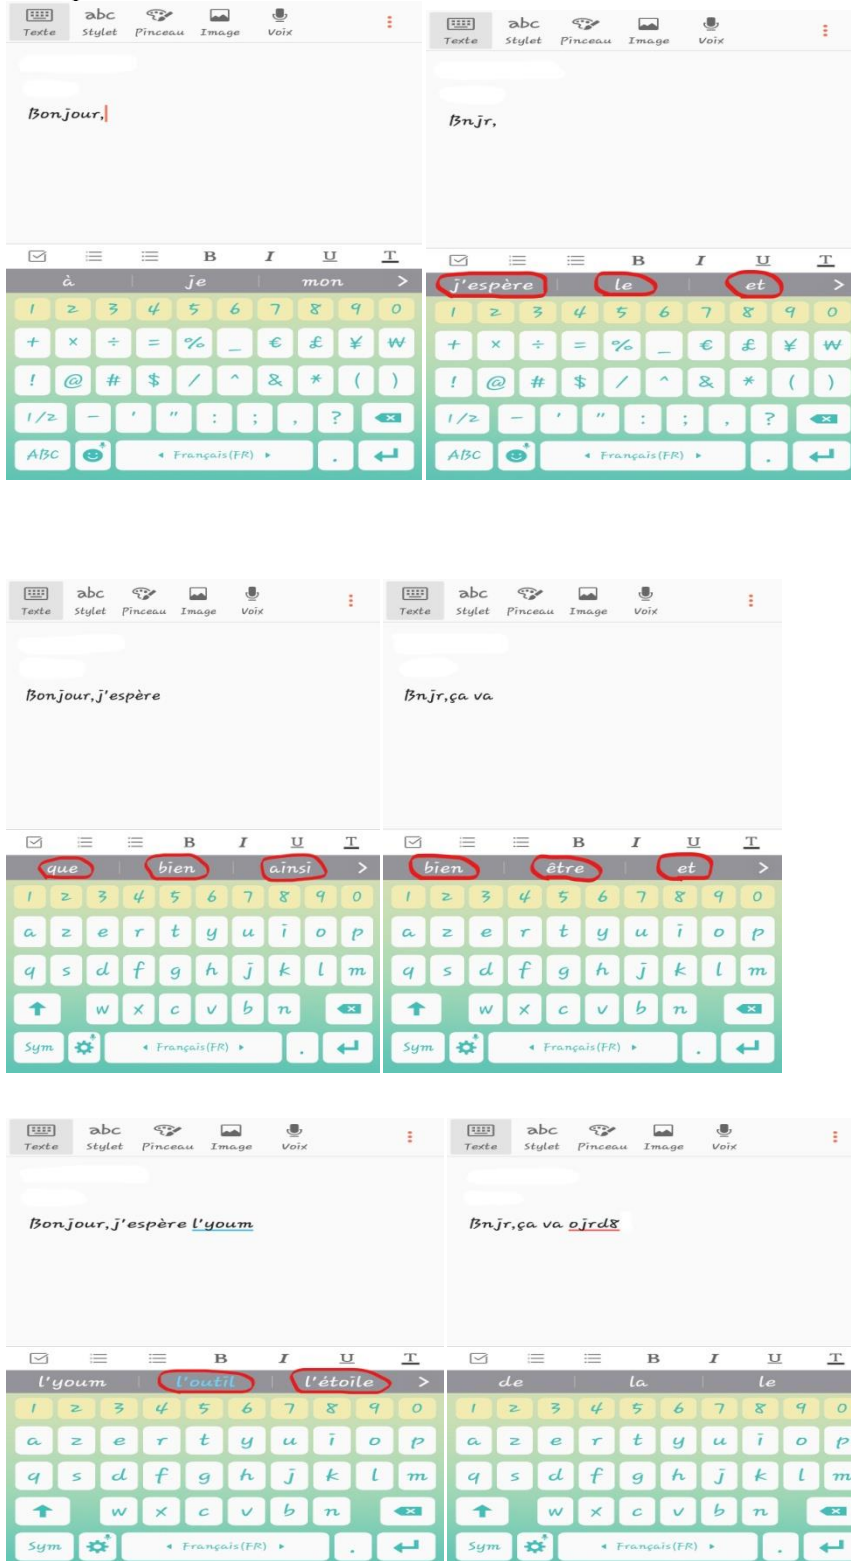 Texte abc Stylet Pinceau Image Voix
Bonjour,
B I U T
à je mon >
1 2 3 4 5 6 7 8 9 0
+ × ÷ = % _ € £ ¥ ₩
! @ # $ / ^ & * ( )
1/2 - ' " : ; , ?
ABC Français(FR) .
Texte abc Stylet Pinceau Image Voix
Bnjr,
B I U T
j'espère le et >
1 2 3 4 5 6 7 8 9 0
+ × ÷ = % _ € £ ¥ ₩
! @ # $ / ^ & * ( )
1/2 - ' " : ; , ?
ABC Français(FR) .
Texte abc Stylet Pinceau Image Voix
Bonjour,j'espère
B I U T
que bien ainsi >
1 2 3 4 5 6 7 8 9 0
a z e r t y u i o p
q s d f g h j k l m
w x c v b n
Sym Français(FR) .
Texte abc Stylet Pinceau Image Voix
Bnjr,ça va
B I U T
bien être et >
1 2 3 4 5 6 7 8 9 0
a z e r t y u i o p
q s d f g h j k l m
w x c v b n
Sym Français(FR) .
Texte abc Stylet Pinceau Image Voix
Bonjour,j'espère l'youm
B I U T
l'youm l'outil l'étoile >
1 2 3 4 5 6 7 8 9 0
a z e r t y u i o p
q s d f g h j k l m
w x c v b n
Sym Français(FR) .
Texte abc Stylet Pinceau Image Voix
Bnjr,ça va ojrd8
B I U T
de la le
1 2 3 4 5 6 7 8 9 0
a z e r t y u i o p
q s d f g h j k l m
w x c v b n
Sym Français(FR) .